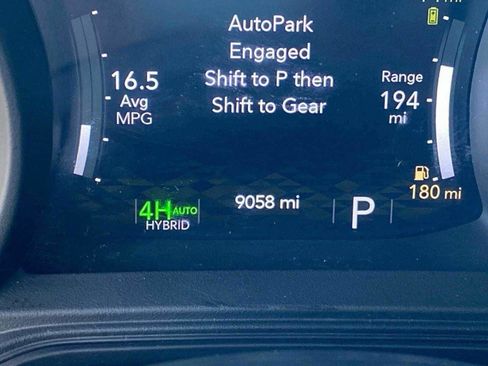 AutoPark
Engaged
Shift to P then
Shift to Gear
16.5
Avg
MPG
Range
194
mi
180 mi
4H AUTO
HYBRID
9058 mi
P